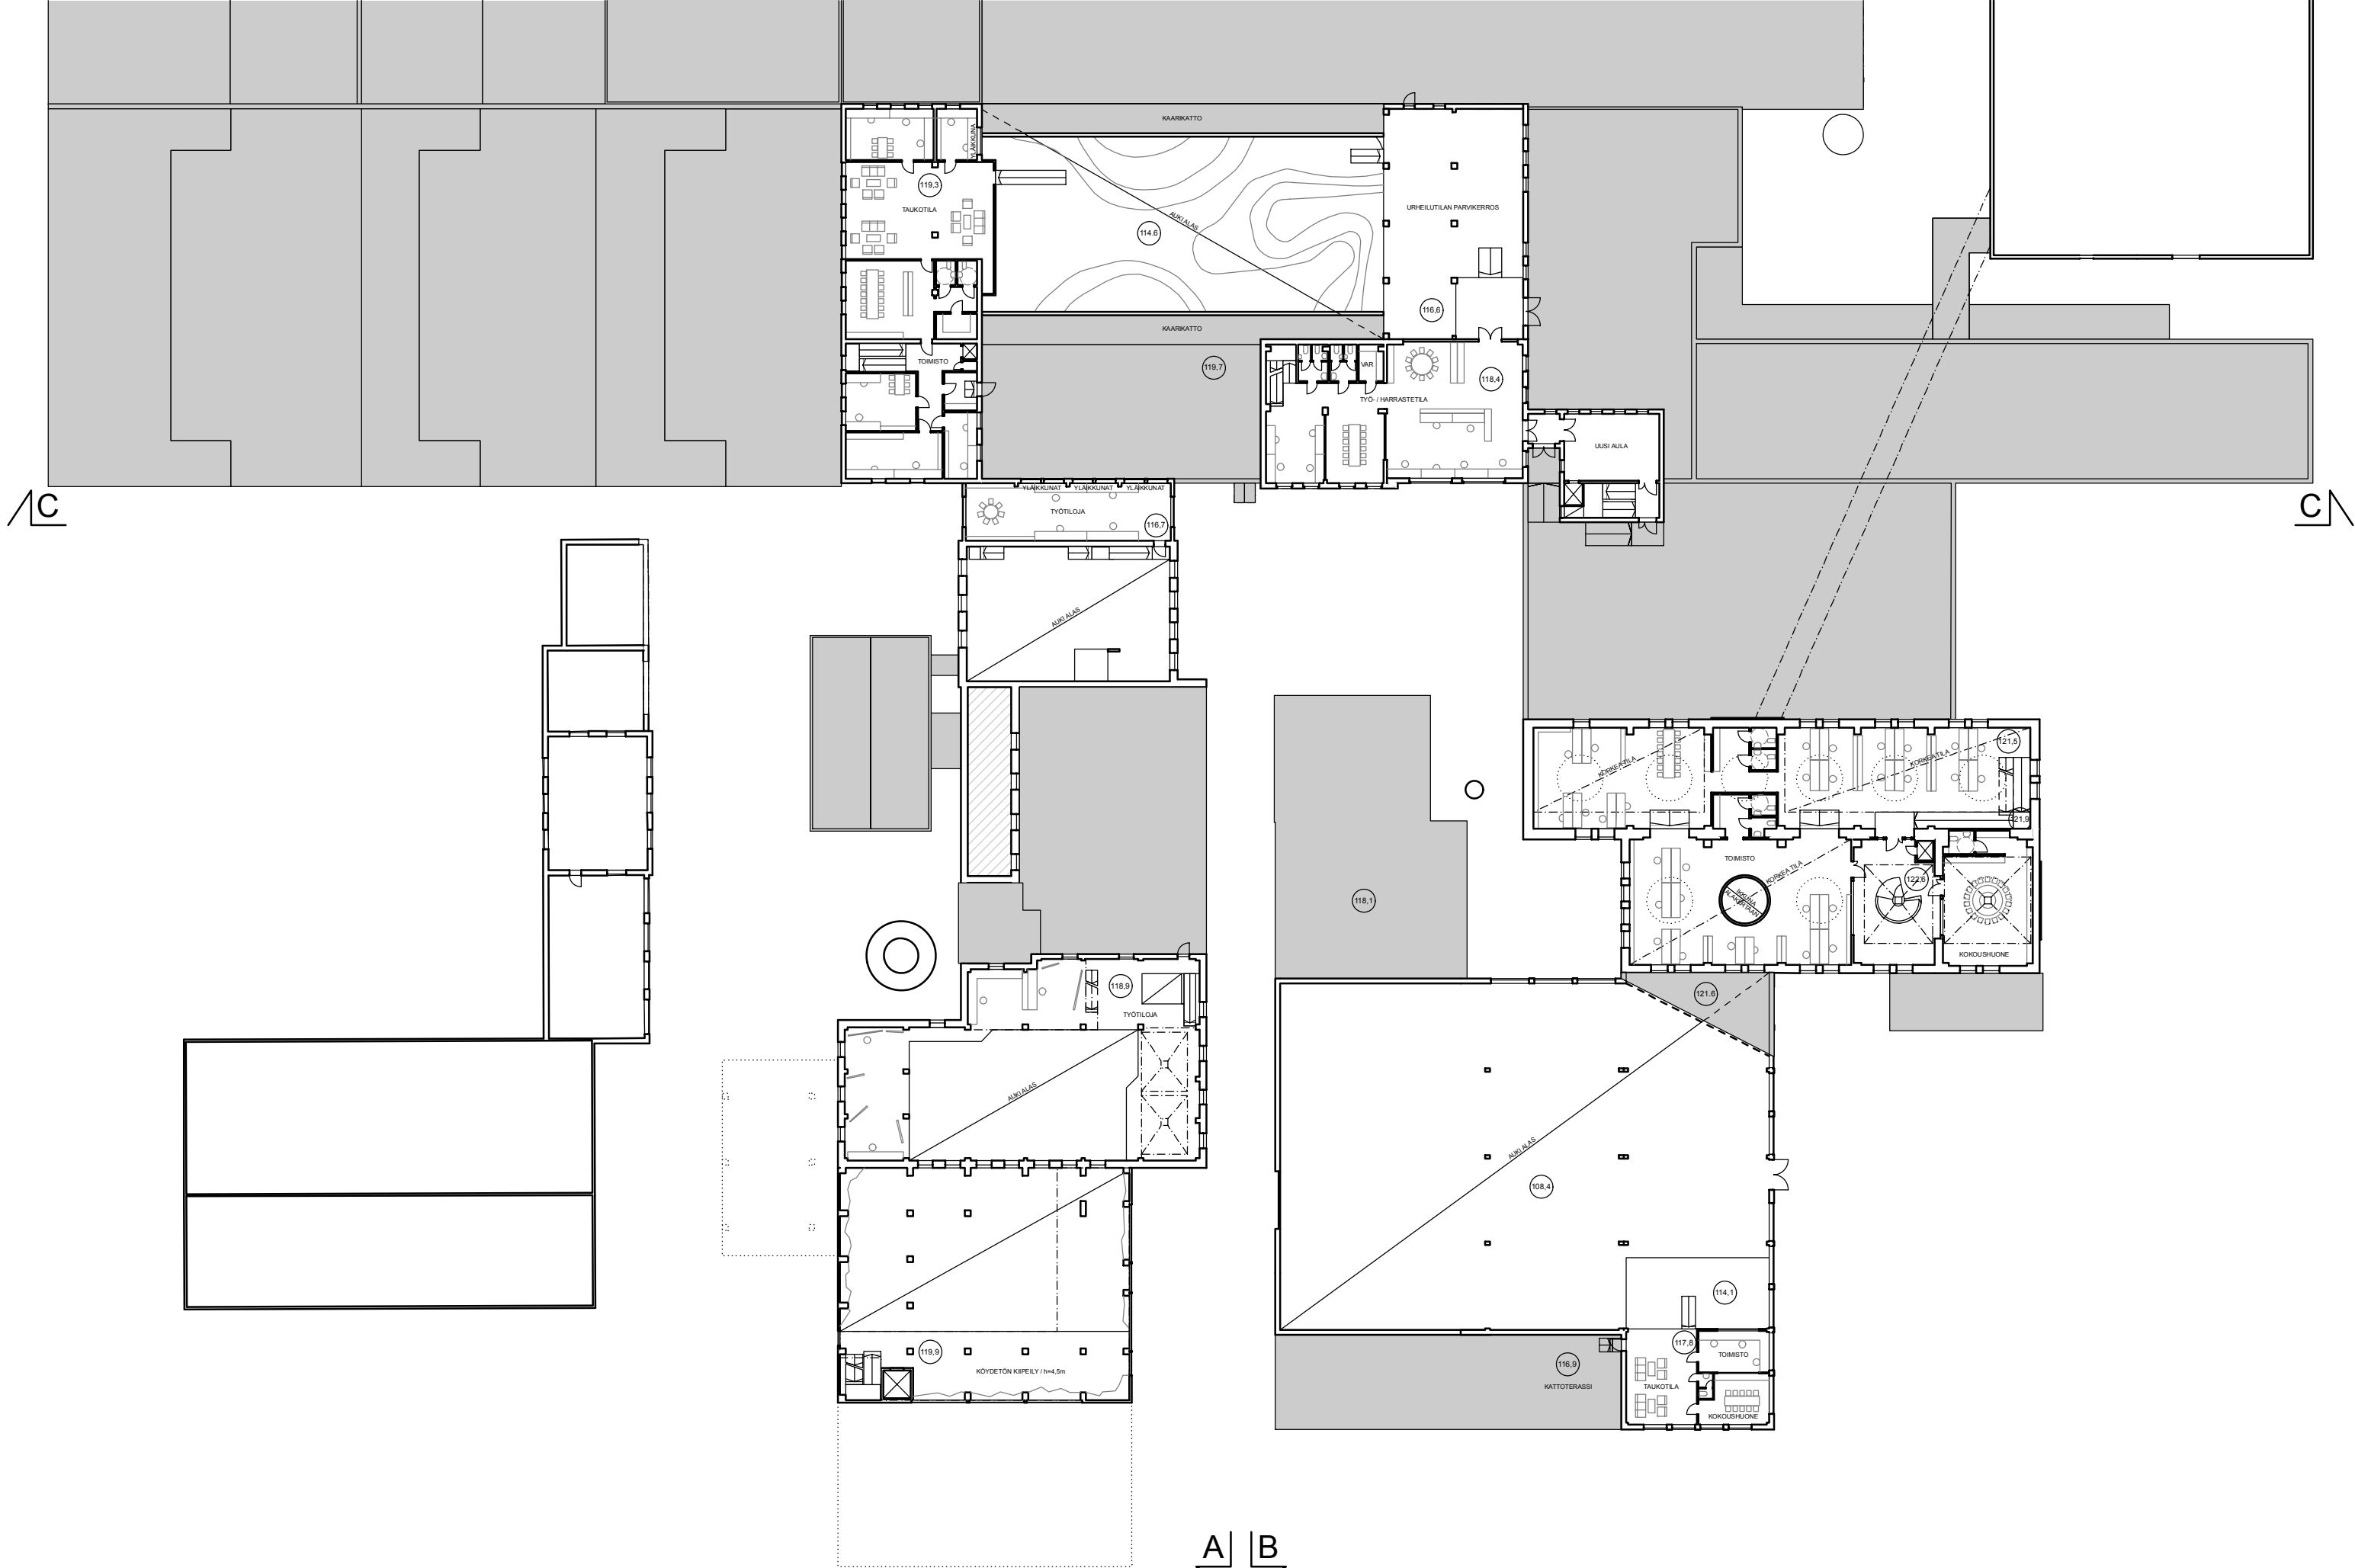 KAARIKATTO
YLÄIKKUNA
119,3
TAUKOTILA
AUKI ALAS
114.6
URHEILUTILAN PARVIKERROS
116,6
KAARIKATTO
TOIMISTO
119,7
VAR
118,4
TYÖ- / HARRASTETILA
UUSI AULA
C
C
YLÄIKKUNAT
YLÄIKKUNAT
YLÄIKKUNAT
TYÖTILOJA
116,7
AUKI ALAS
121,5
KORKEA TILA
KORKEA TILA
121,9
TOIMISTO
KORKEA TILA
IKKUNA
ALAKERTAAN
122,6
118,1
KOKOUSHUONE
118,9
TYÖTILOJA
121.6
AUKI ALAS
AUKI ALAS
108,4
114,1
119,9
KÖYDETÖN KIIPEILY / h=4,5m
117,8
TOIMISTO
116,9
KATTOTERASSI
TAUKOTILA
KOKOUSHUONE
A
B